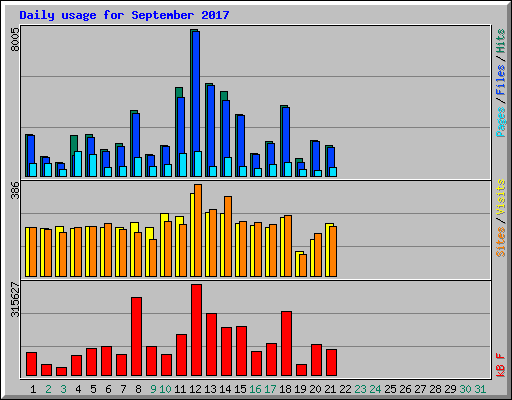 Daily usage for September 2017
8005
Pages / Files / Hits
386
Sites / Visits
315627
kB F
1 2 3 4 5 6 7 8 9 10 11 12 13 14 15 16 17 18 19 20 21 22 23 24 25 26 27 28 29 30 31